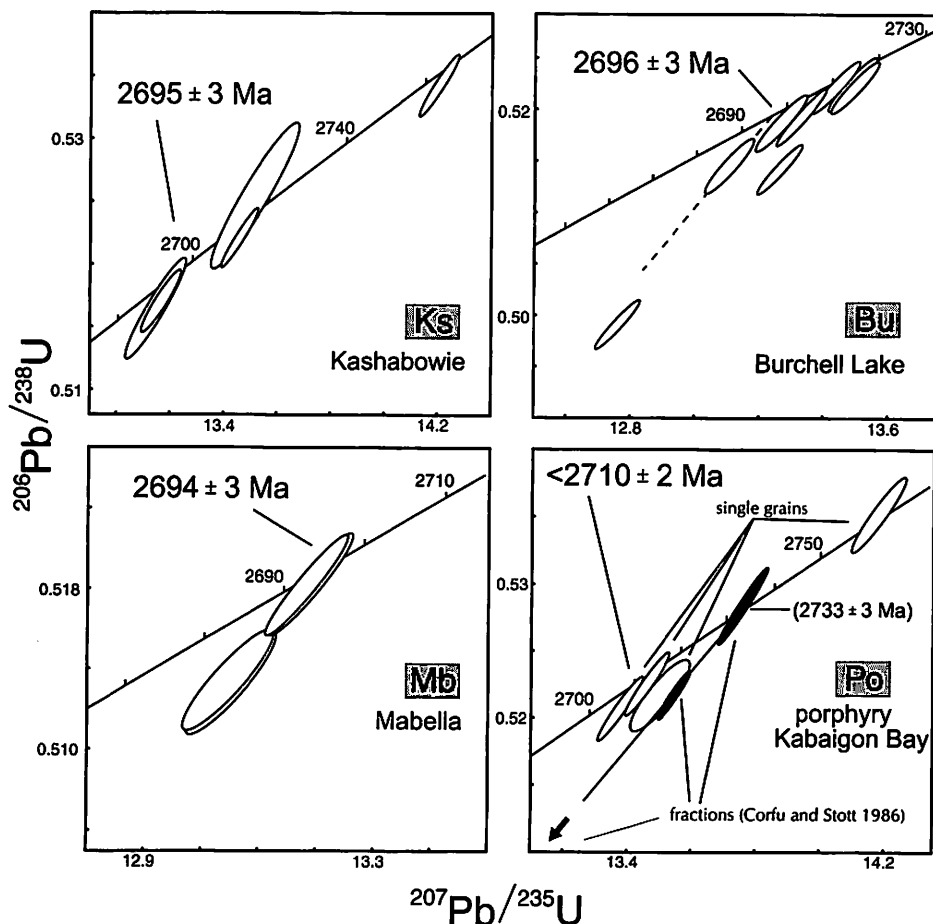 2695 ± 3 Ma
2740
0.53
2700
0.51
Ks
Kashabowie
13.4
14.2
2730
2696 ± 3 Ma
0.52
2690
0.50
Bu
Burchell Lake
12.8
13.6
206Pb/238U
2694 ± 3 Ma
2710
0.518
2690
0.510
Mb
Mabella
12.9
13.3
<2710 ± 2 Ma
single grains
2750
0.53
(2733 ± 3 Ma)
2700
0.52
Po
porphyry
Kabaigon Bay
fractions (Corfu and Stott 1986)
13.4
14.2
207Pb/235U